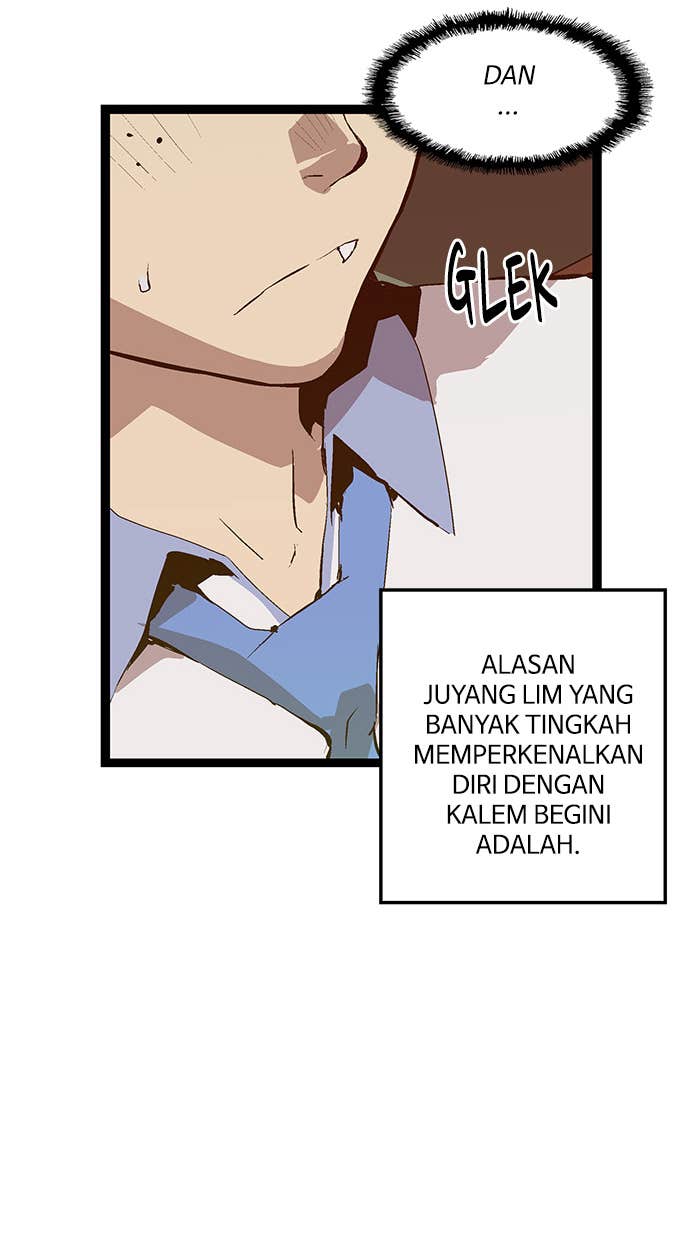 DAN
...
GLEK
ALASAN
JUYANG LIM YANG
BANYAK TINGKAH
MEMPERKENALKAN
DIRI DENGAN
KALEM BEGINI
ADALAH.